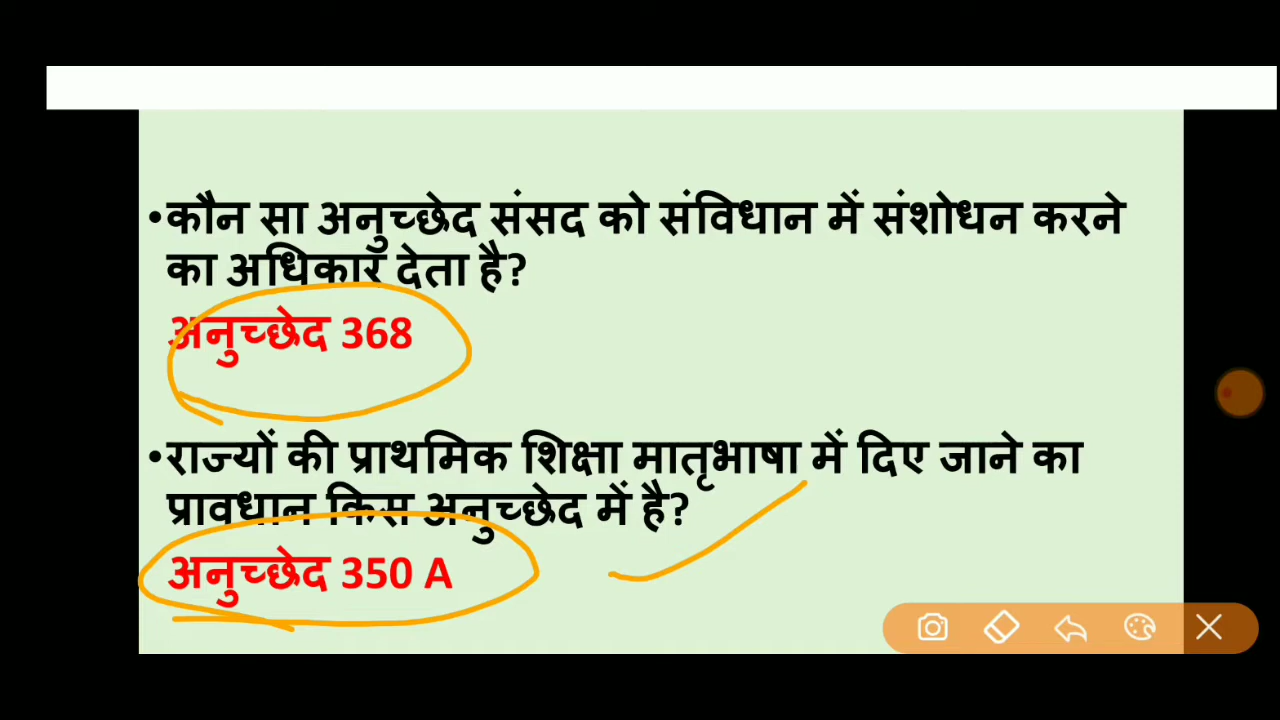 •कौन सा अनुच्छेद संसद को संविधान में संशोधन करने
का अधिकार देता है?
अनुच्छेद 368
•राज्यों की प्राथमिक शिक्षा मातृभाषा में दिए जाने का
प्रावधान किस अनुच्छेद में है?
अनुच्छेद 350 A